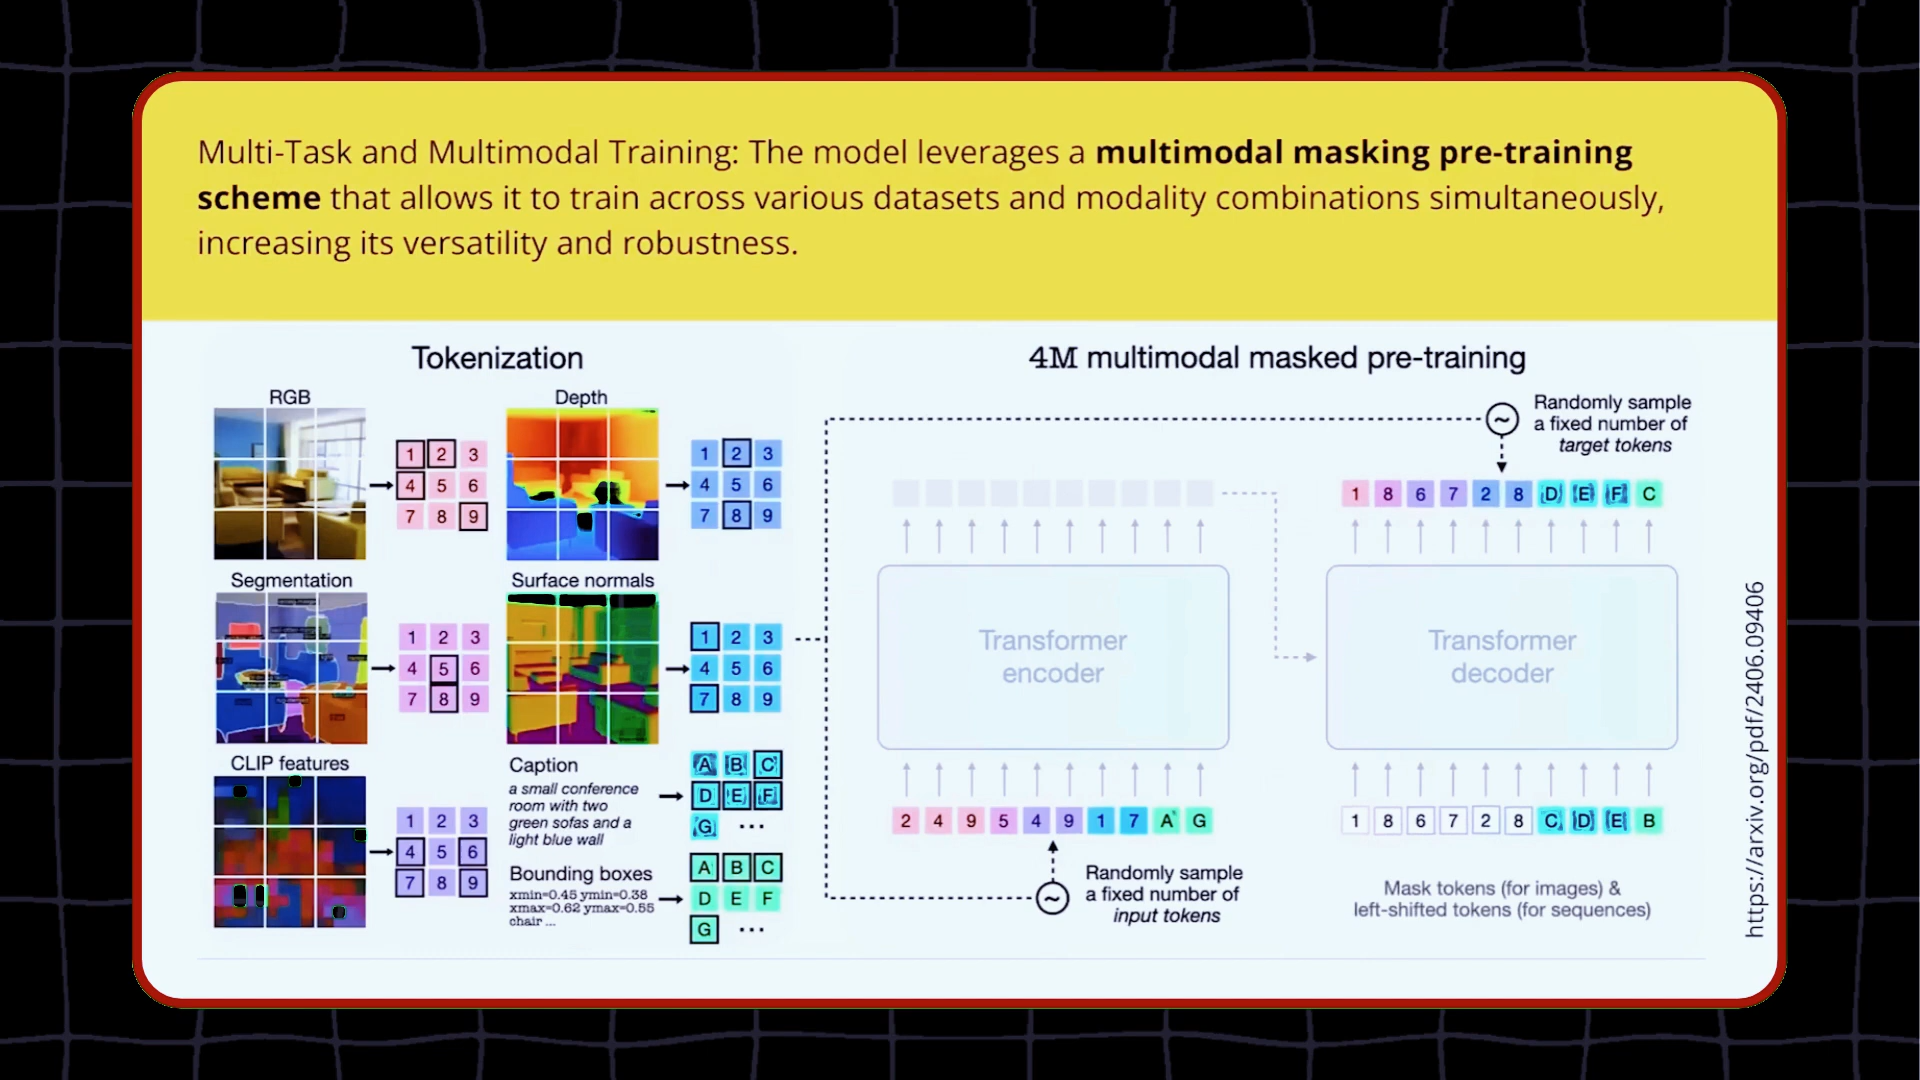 Multi-Task and Multimodal Training: The model leverages a multimodal masking pre-training
scheme that allows it to train across various datasets and modality combinations simultaneously,
increasing its versatility and robustness.
Tokenization
RGB
1 2 3
4 5 6
7 8 9
Depth
1 2 3
4 5 6
7 8 9
Segmentation
1 2 3
4 5 6
7 8 9
Surface normals
1 2 3
4 5 6
7 8 9
CLIP features
1 2 3
4 5 6
7 8 9
Caption
a small conference
room with two
green sofas and a
light blue wall
A B C
D E F
G ...
Bounding boxes
xmin=0.45 ymin=0.38
xmax=0.62 ymax=0.55
chair ...
A B C
D E F
G ...
4M multimodal masked pre-training
Randomly sample
a fixed number of
target tokens
1 8 6 7 2 8 D E F C
Transformer
encoder
Transformer
decoder
2 4 9 5 4 9 1 7 A G
1 8 6 7 2 8 C D E B
Randomly sample
a fixed number of
input tokens
Mask tokens (for images) &
left-shifted tokens (for sequences)
https://arxiv.org/pdf/2406.09406